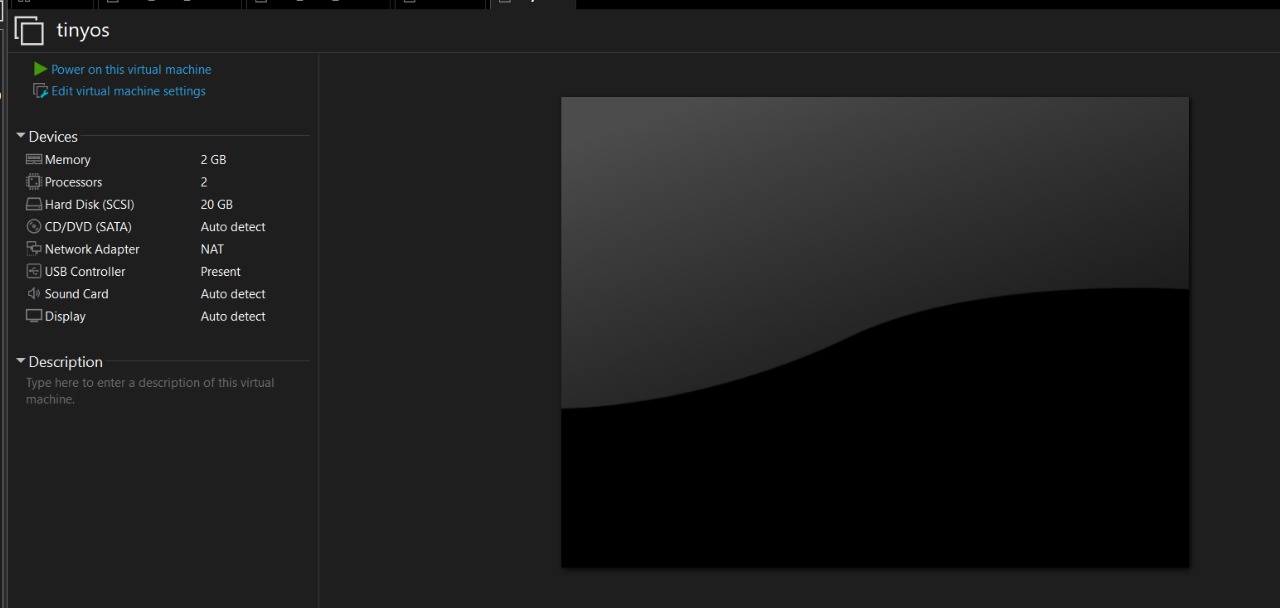 tinyos
Power on this virtual machine
Edit virtual machine settings
Devices
Memory 2 GB
Processors 2
Hard Disk (SCSI) 20 GB
CD/DVD (SATA) Auto detect
Network Adapter NAT
USB Controller Present
Sound Card Auto detect
Display Auto detect
Description
Type here to enter a description of this virtual
machine.